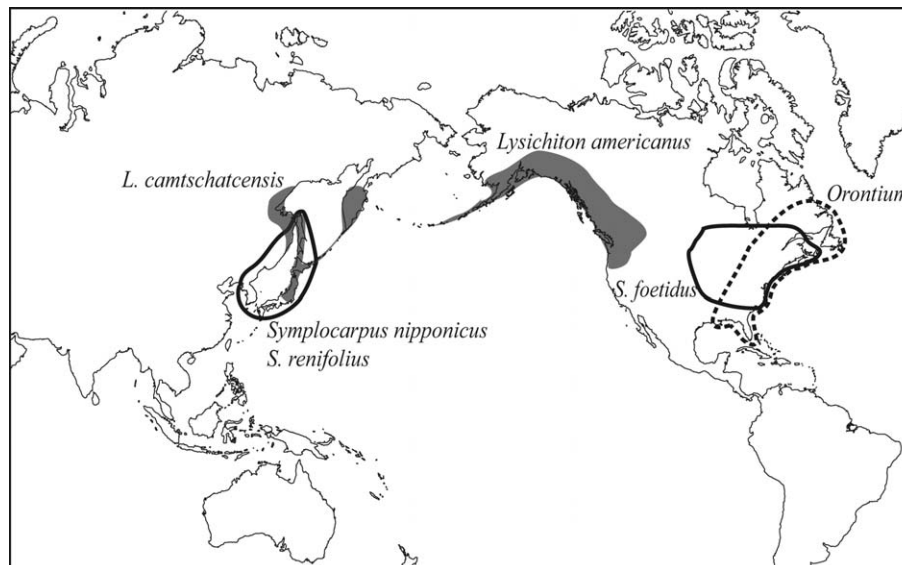 Lysichiton americanus
L. camtschatcensis
Orontium
S. foetidus
Symplocarpus nipponicus
S. renifolius